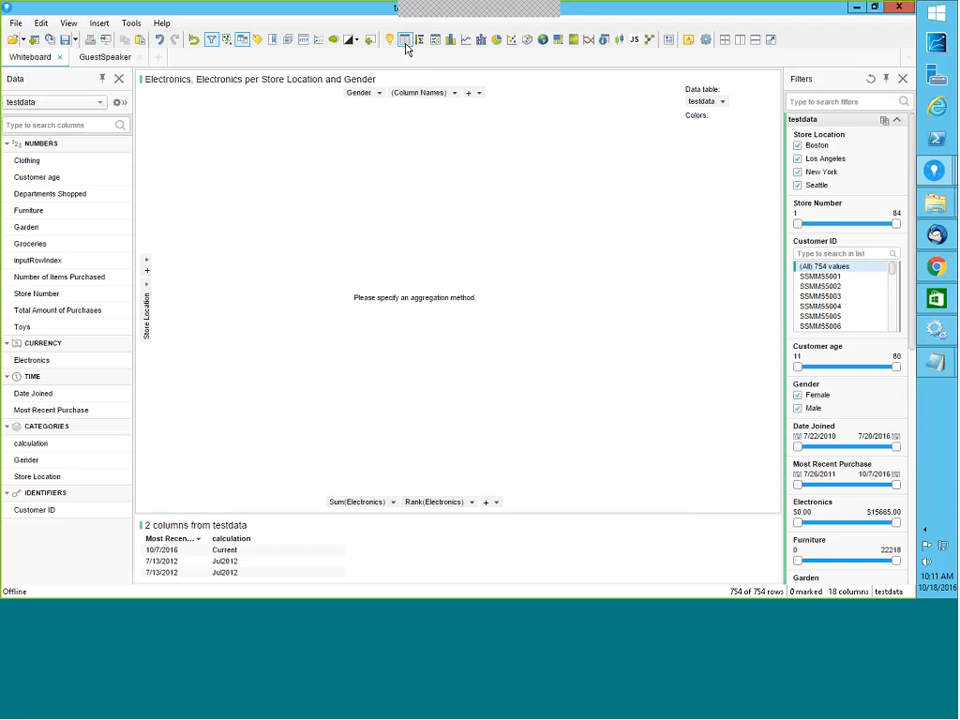 File Edit View Insert Tools Help
Whiteboard GuestSpeaker
Data
testdata
Type to search columns
NUMBERS
Clothing
Customer age
Departments Shopped
Furniture
Garden
Groceries
inputRowIndex
Number of Items Purchased
Store Number
Total Amount of Purchases
Toys
CURRENCY
Electronics
TIME
Date Joined
Most Recent Purchase
CATEGORIES
calculation
Gender
Store Location
IDENTIFIERS
Customer ID
Offline
Electronics, Electronics per Store Location and Gender
Gender (Column Names) +
Data table:
testdata
Colors:
+
Store Location
Please specify an aggregation method.
Sum(Electronics) Rank(Electronics) +
2 columns from testdata
Most Recen... calculation
10/7/2016 Current
7/13/2012 Jul2012
7/13/2012 Jul2012
Filters
Type to search filters
testdata
Store Location
Boston
Los Angeles
New York
Seattle
Store Number
1 84
Customer ID
Type to search in list
(All) 754 values
SSMM55001
SSMM55002
SSMM55003
SSMM55004
SSMM55005
SSMM55006
Customer age
11 80
Gender
Female
Male
Date Joined
7/22/2010 7/20/2016
Most Recent Purchase
7/26/2011 10/7/2016
Electronics
$0.00 $15665.00
Furniture
0 22218
Garden
754 of 754 rows 0 marked 18 columns testdata
JS
10:11 AM
10/18/2016